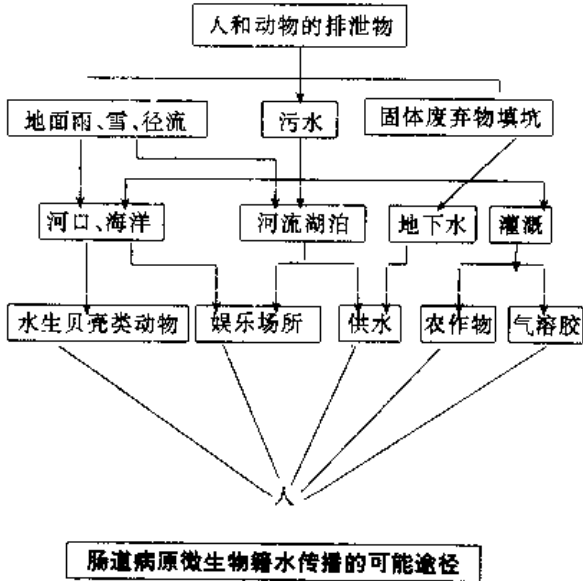 人和动物的排泄物
地面雨、雪、径流
污水
固体废弃物填坑
河口、海洋
河流湖泊
地下水
灌溉
水生贝壳类动物
娱乐场所
供水
农作物
气溶胶
人
肠道病原微生物籍水传播的可能途径